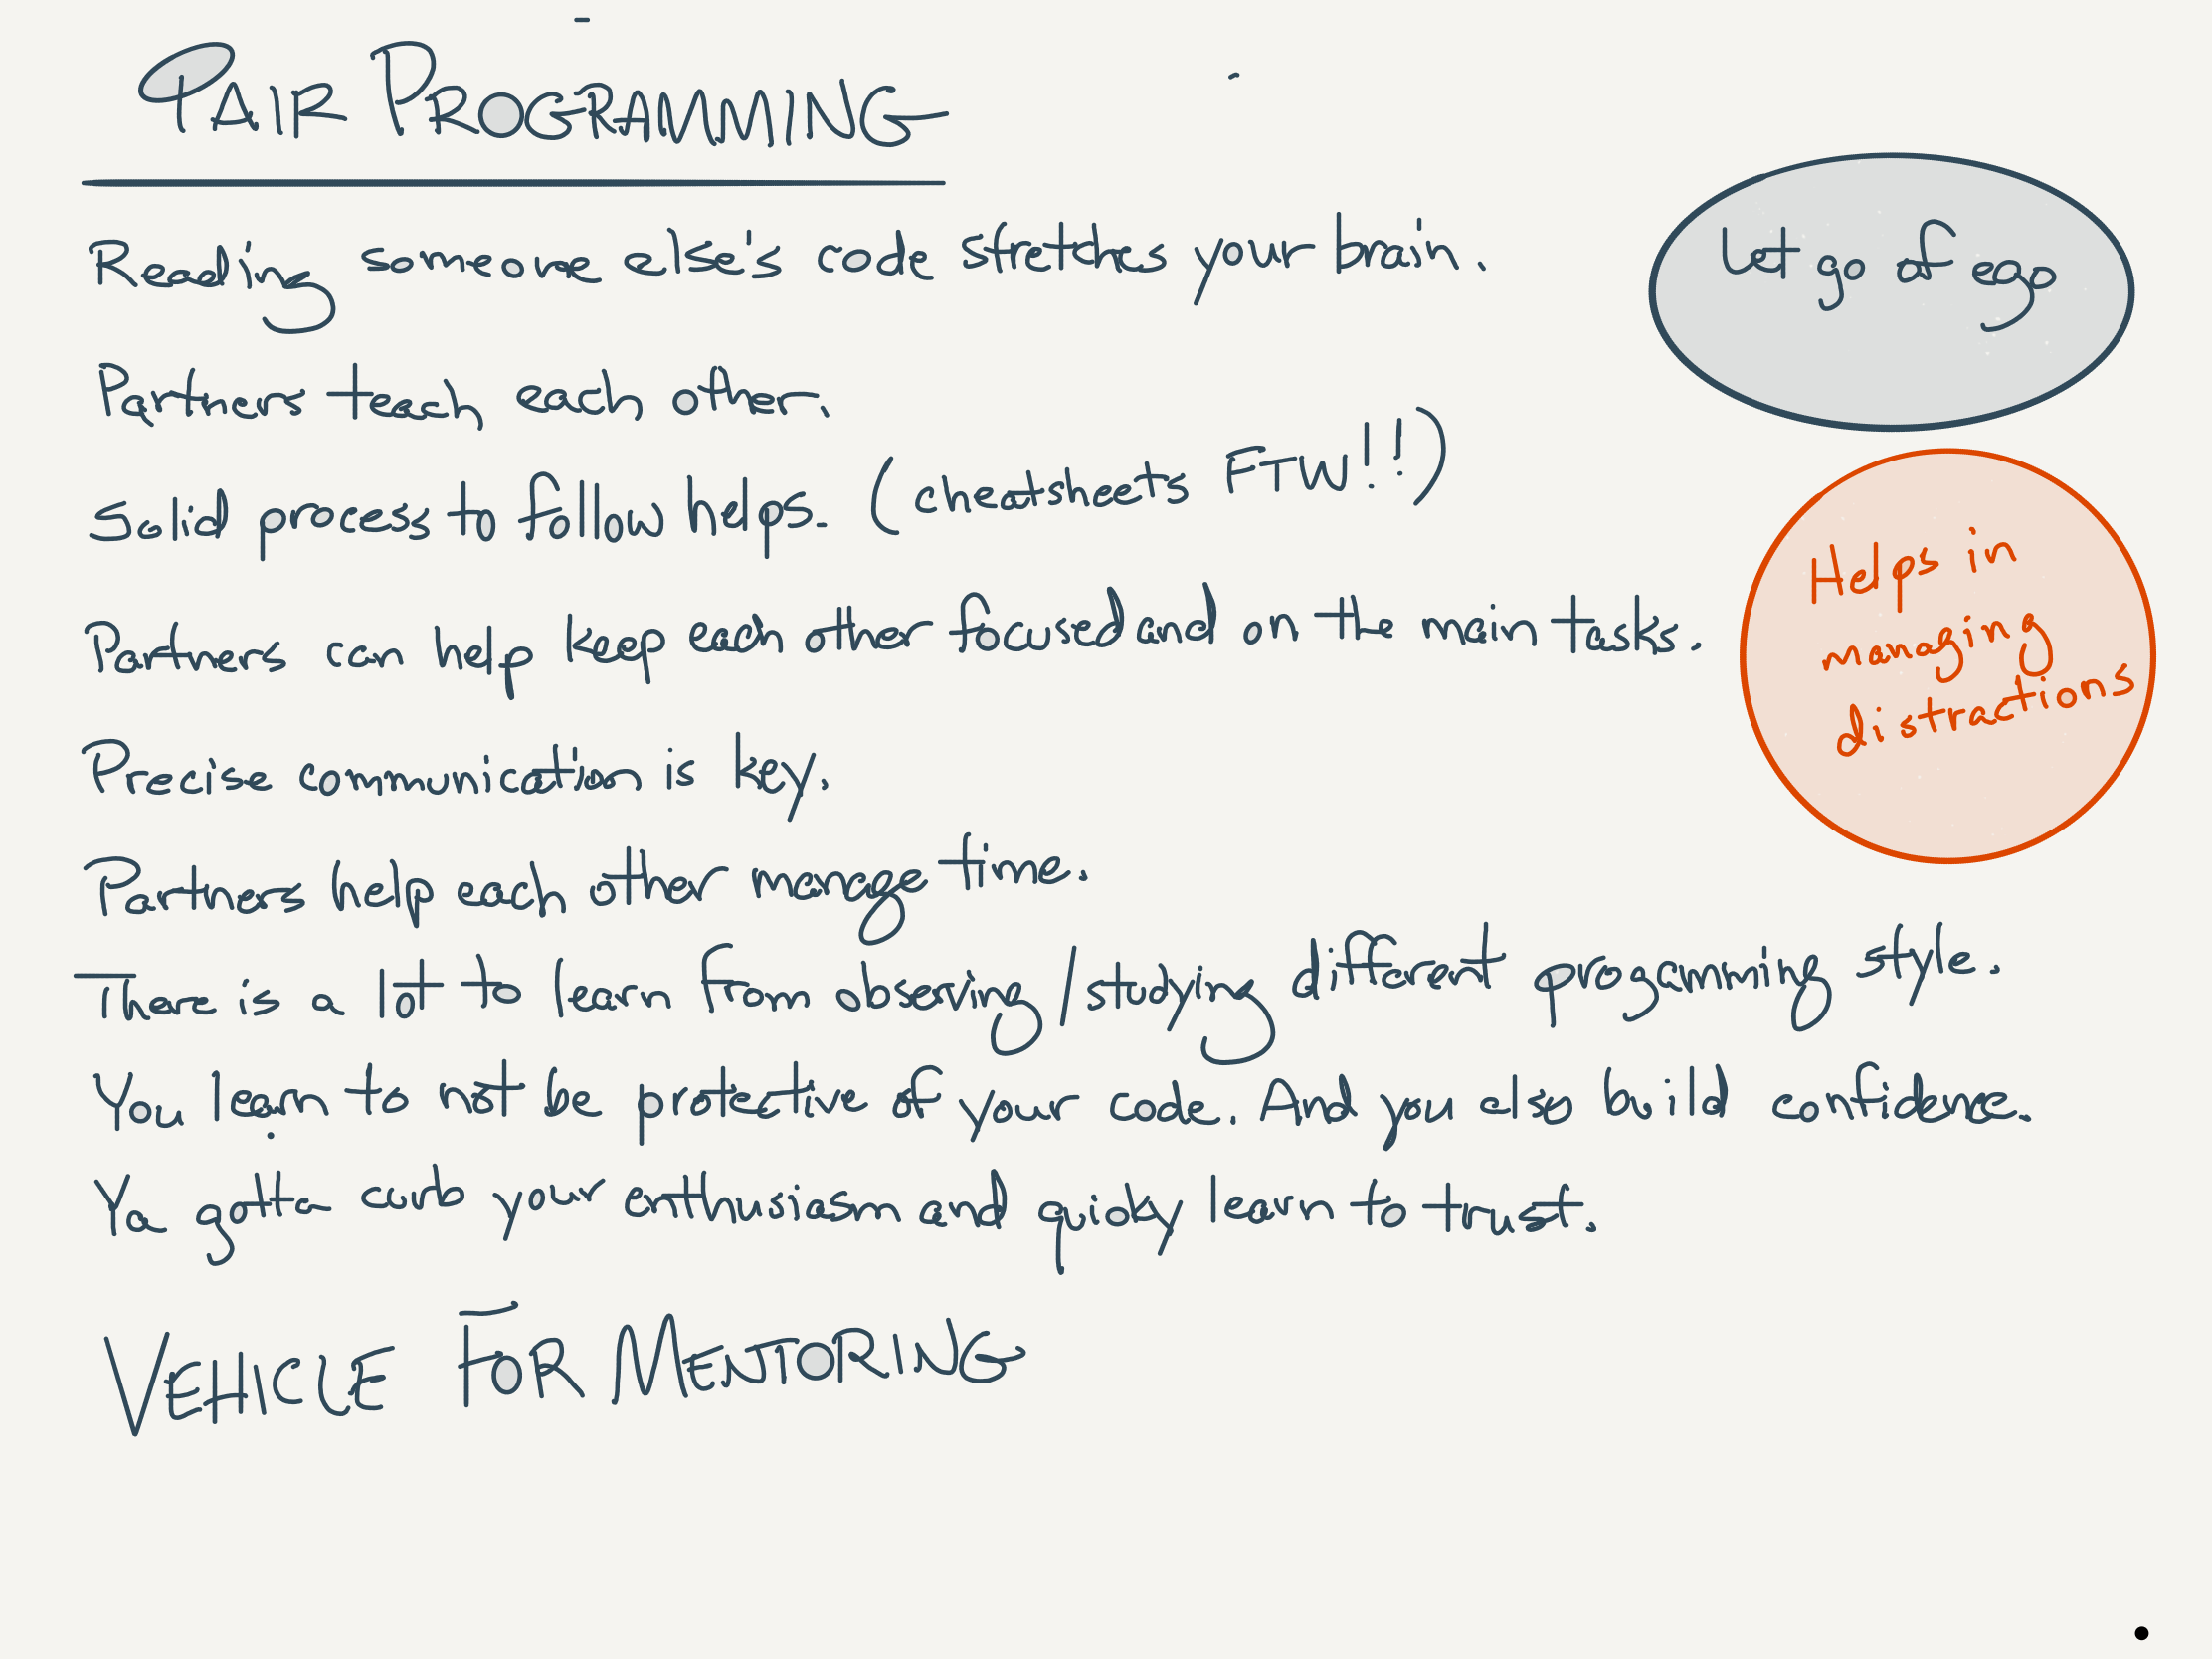 PAIR PROGRAMMING
Reading someone else's code stretches your brain.
Let go of ego
Partners teach each other.
Solid process to follow helps. (cheatsheets FTW!!)
Helps in
managing
distractions
Partners can help keep each other focused and on the main tasks.
Precise communication is key.
Partners help each other manage time.
There is a lot to learn from observing/studying different progamming style.
You learn to not be protective of your code. And you also build confidence.
Ya gotta curb your enthusiasm and quickly learn to trust.
VEHICLE FOR MENTORING